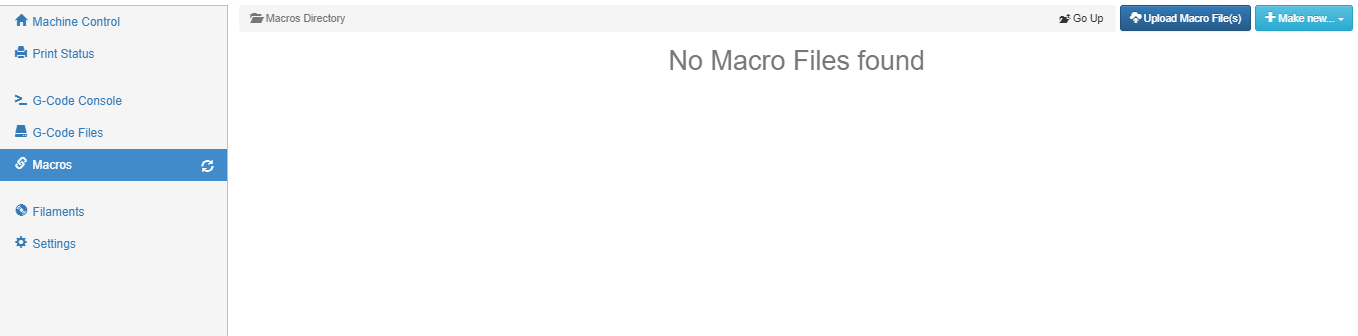 Machine Control
Print Status
G-Code Console
G-Code Files
Macros
Filaments
Settings
Macros Directory
Go Up
Upload Macro File(s)
Make new...
No Macro Files found